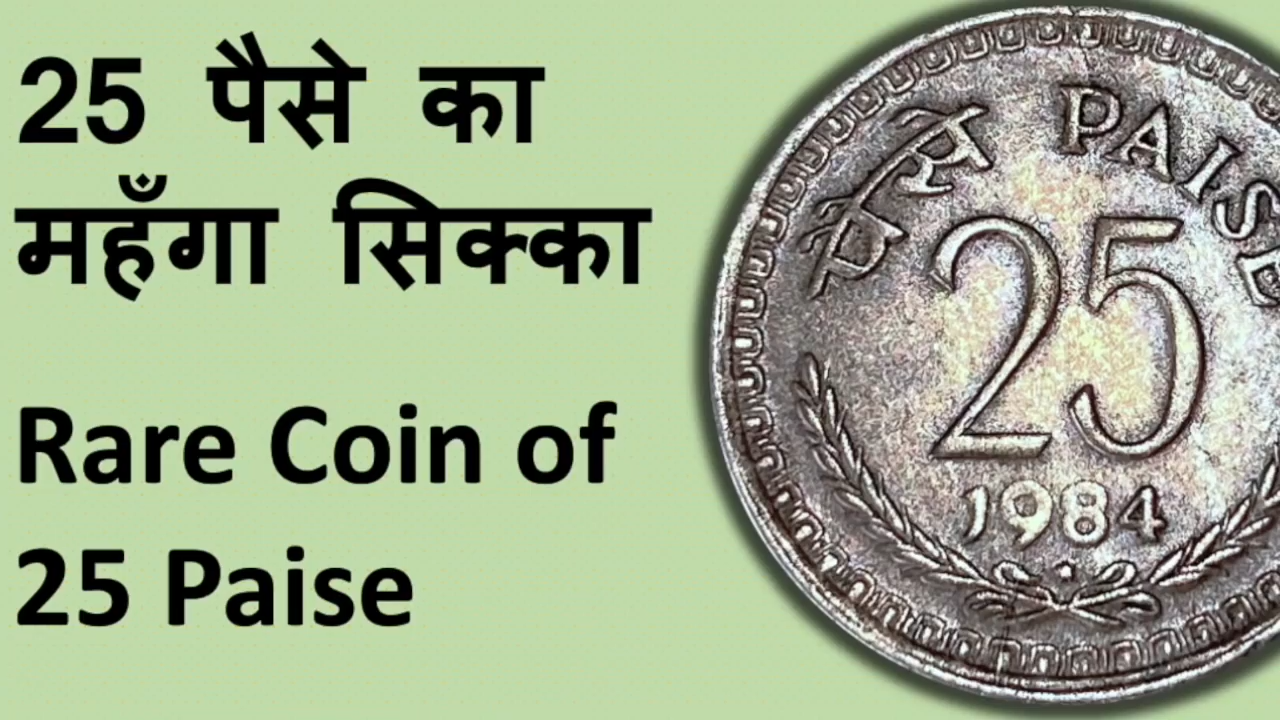 25 पैसे का
महँगा सिक्का
Rare Coin of
25 Paise
पैसे PAISE
25
1984